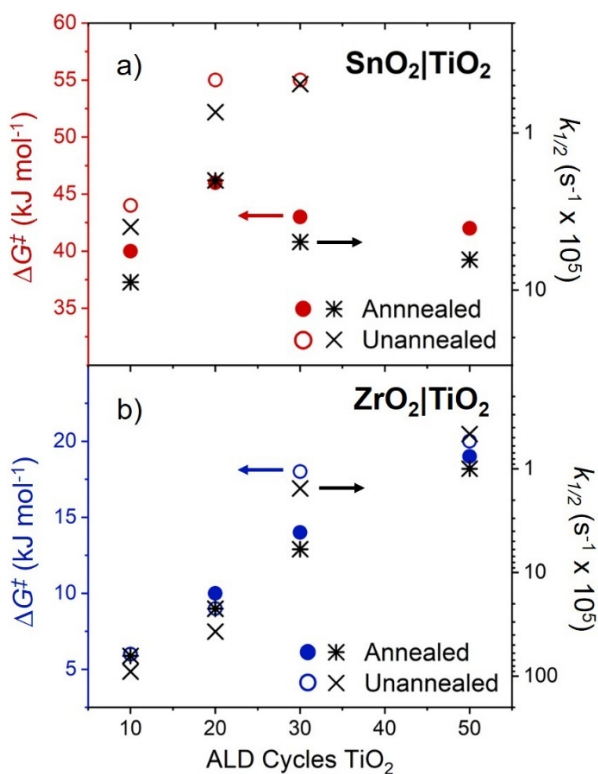 a)
SnO₂|TiO₂
60
55
50
45
40
35
ΔG‡ (kJ mol⁻¹)
1
10
k₁/₂ (s⁻¹ x 10⁵)
Annnealed
Unannealed
b)
ZrO₂|TiO₂
20
15
10
5
ΔG‡ (kJ mol⁻¹)
1
10
100
k₁/₂ (s⁻¹ x 10⁵)
Annealed
Unannealed
10 20 30 40 50
ALD Cycles TiO₂